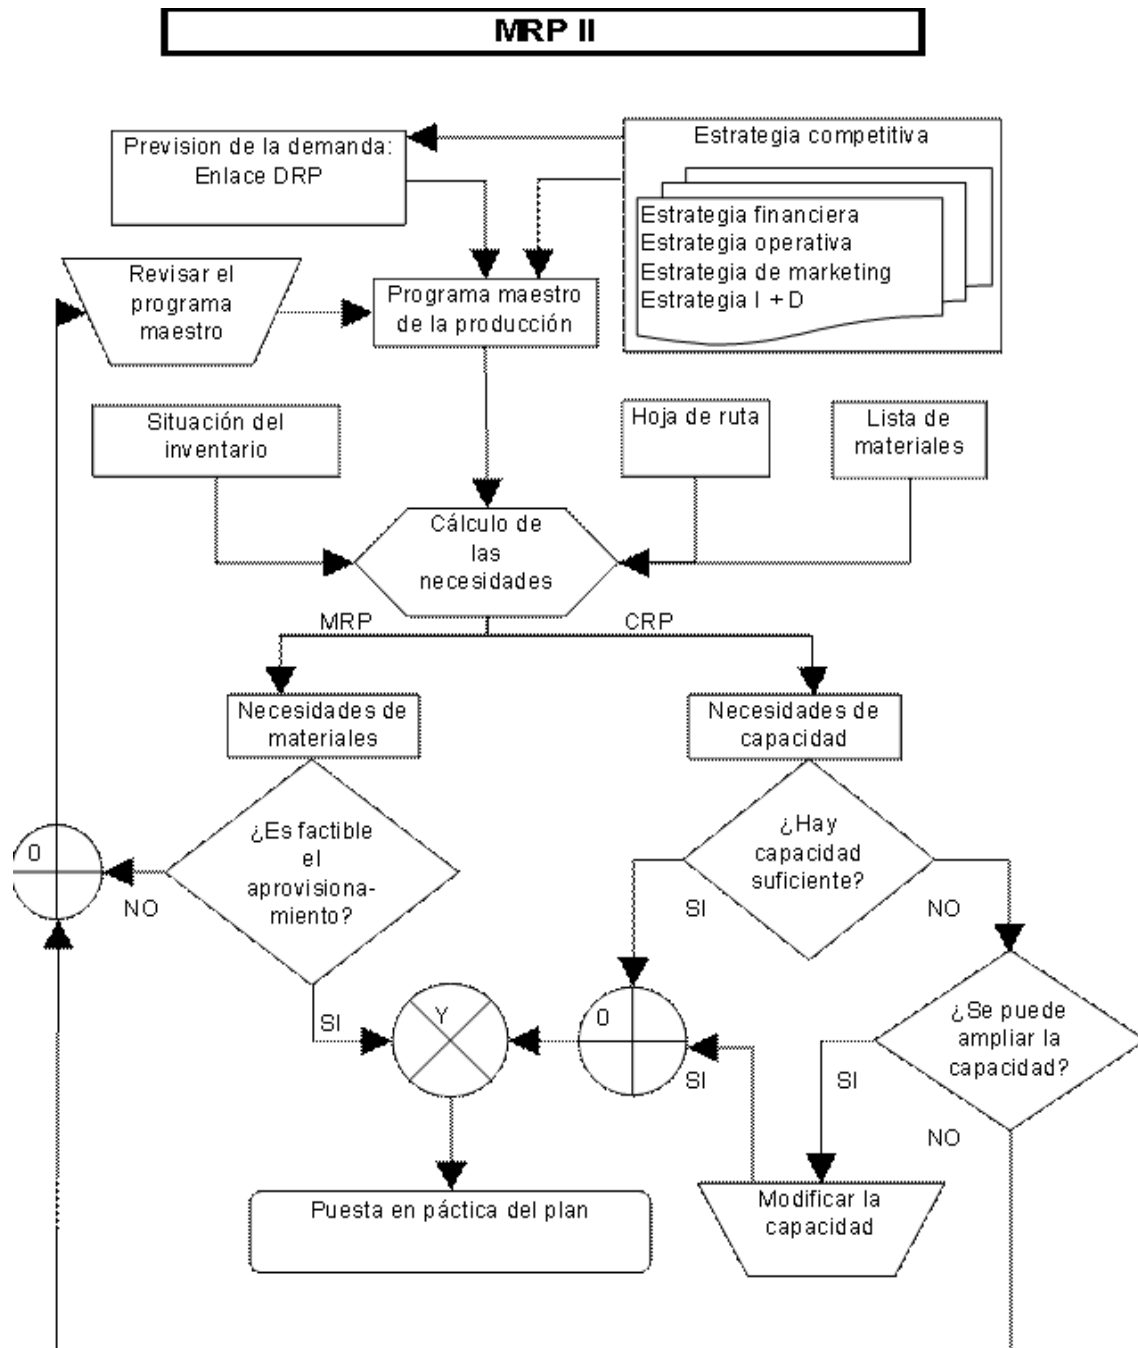 MRP II
Prevision de la demanda:
Enlace DRP
Estrategia competitiva
Estrategia financiera
Estrategia operativa
Estrategia de marketing
Estrategia I + D
Revisar el
programa
maestro
Programa maestro
de la producción
Situación del
inventario
Hoja de ruta
Lista de
materiales
Cálculo de
las
necesidades
MRP
CRP
Necesidades de
materiales
Necesidades de
capacidad
¿Es factible
el
aprovisiona-
miento?
¿Hay
capacidad
suficiente?
O
NO
SI
NO
SI
Y
O
SI
¿Se puede
ampliar la
capacidad?
SI
NO
Puesta en páctica del plan
Modificar la
capacidad